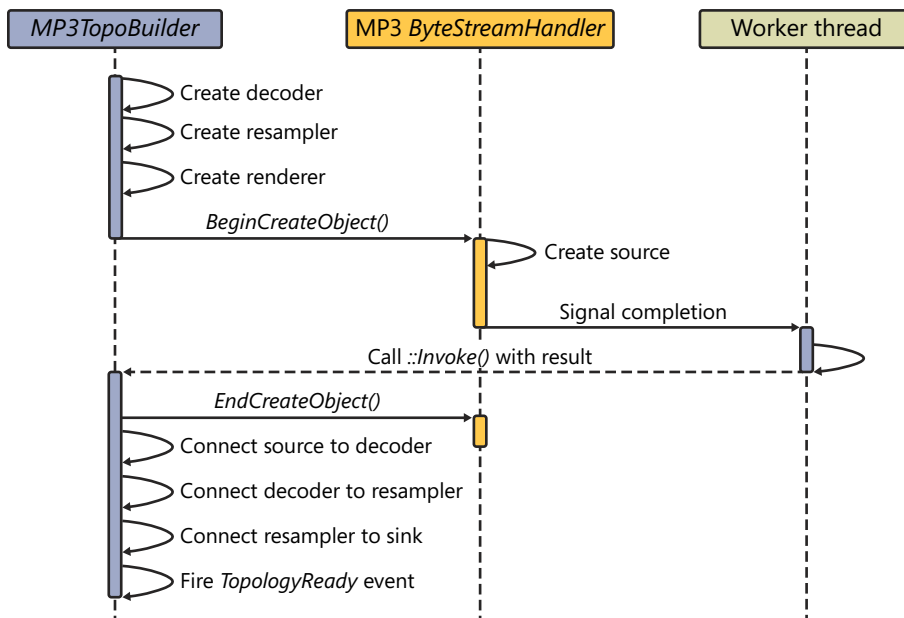 MP3TopoBuilder
MP3 ByteStreamHandler
Worker thread
Create decoder
Create resampler
Create renderer
BeginCreateObject()
Create source
Signal completion
Call ::Invoke() with result
EndCreateObject()
Connect source to decoder
Connect decoder to resampler
Connect resampler to sink
Fire TopologyReady event